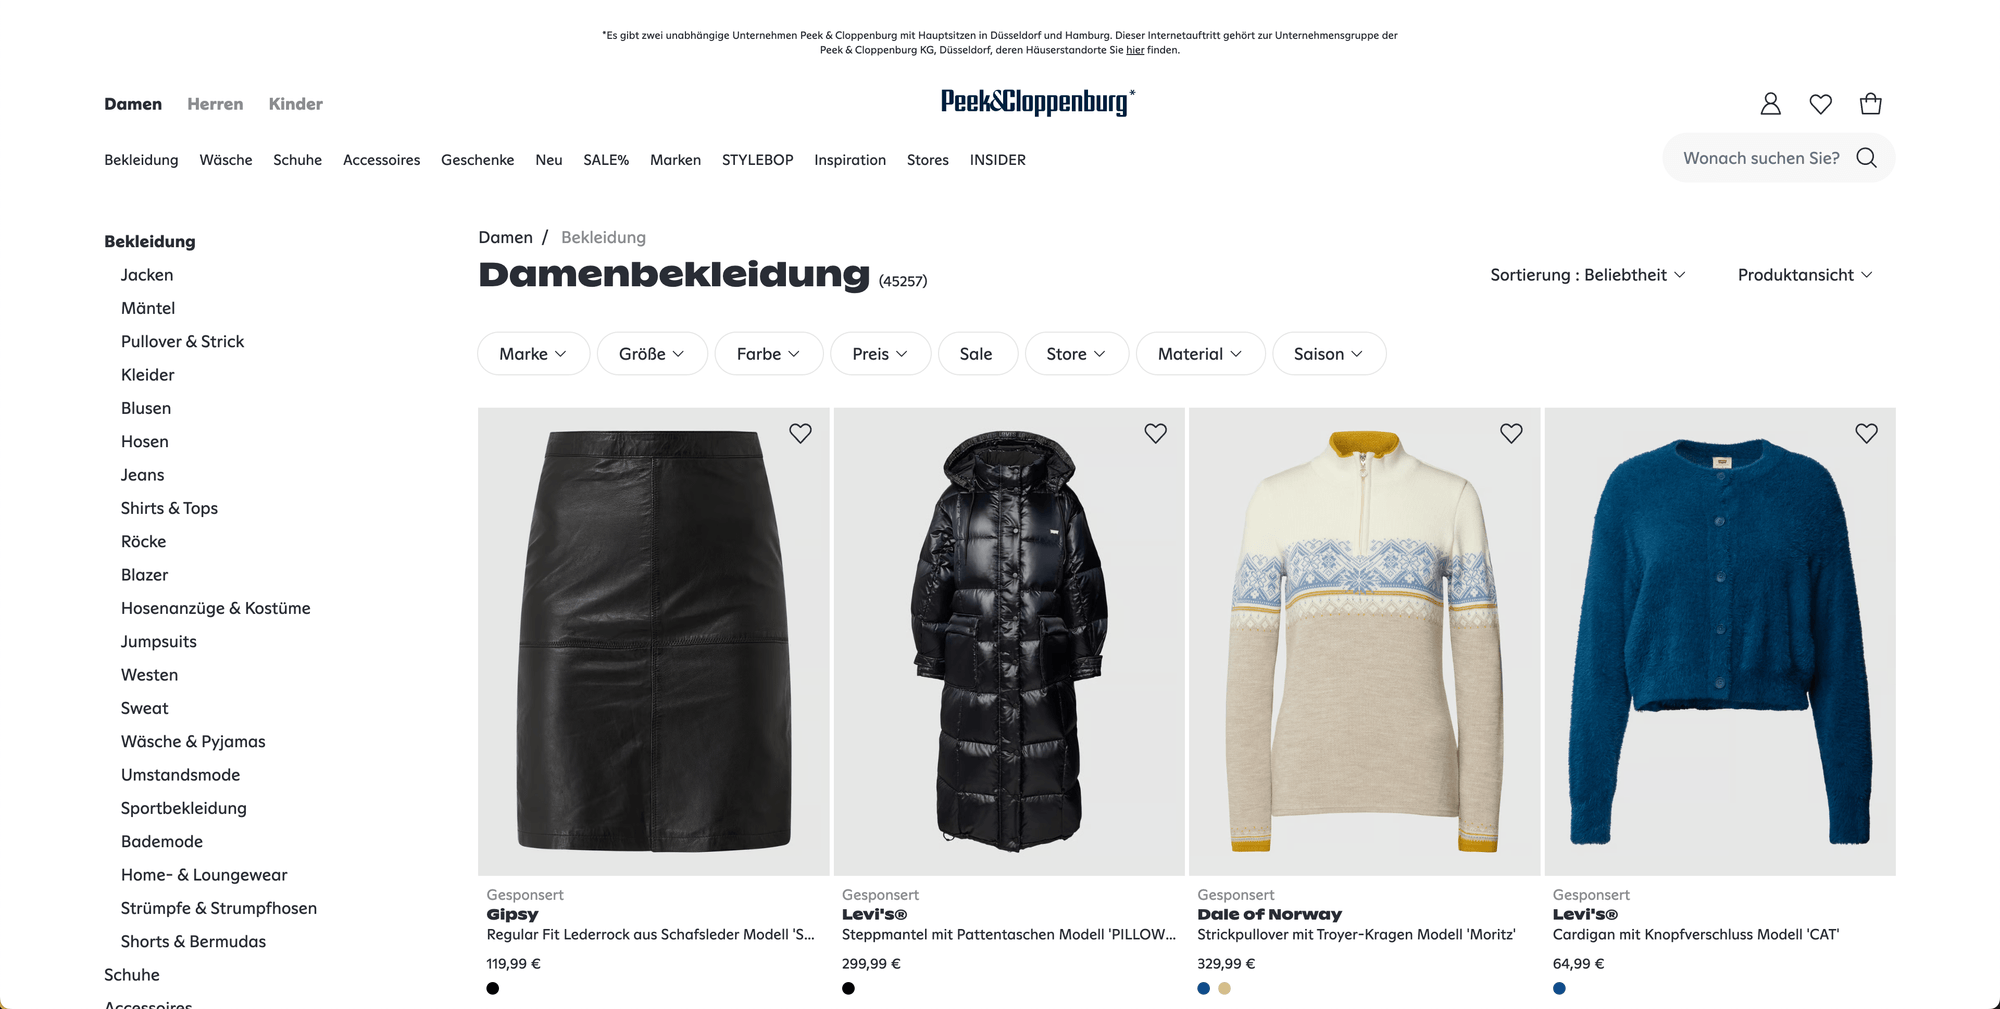 *Es gibt zwei unabhängige Unternehmen Peek & Cloppenburg mit Hauptsitzen in Düsseldorf und Hamburg. Dieser Internetauftritt gehört zur Unternehmensgruppe der
Peek & Cloppenburg KG, Düsseldorf, deren Häuserstandorte Sie hier finden.
Damen Herren Kinder
Peek&Cloppenburg*
Bekleidung Wäsche Schuhe Accessoires Geschenke Neu SALE% Marken STYLEBOP Inspiration Stores INSIDER
Wonach suchen Sie?
Bekleidung
Jacken
Mäntel
Pullover & Strick
Kleider
Blusen
Hosen
Jeans
Shirts & Tops
Röcke
Blazer
Hosenanzüge & Kostüme
Jumpsuits
Westen
Sweat
Wäsche & Pyjamas
Umstandsmode
Sportbekleidung
Bademode
Home- & Loungewear
Strümpfe & Strumpfhosen
Shorts & Bermudas
Schuhe
Accessoires
Damen / Bekleidung
Damenbekleidung (45257)
Sortierung : Beliebtheit
Produktansicht
Marke Größe Farbe Preis Sale Store Material Saison
Gesponsert
Gipsy
Regular Fit Lederrock aus Schafsleder Modell 'S...
119,99 €
Gesponsert
Levi's®
Steppmantel mit Pattentaschen Modell 'PILLOW...
299,99 €
Gesponsert
Dale of Norway
Strickpullover mit Troyer-Kragen Modell 'Moritz'
329,99 €
Gesponsert
Levi's®
Cardigan mit Knopfverschluss Modell 'CAT'
64,99 €